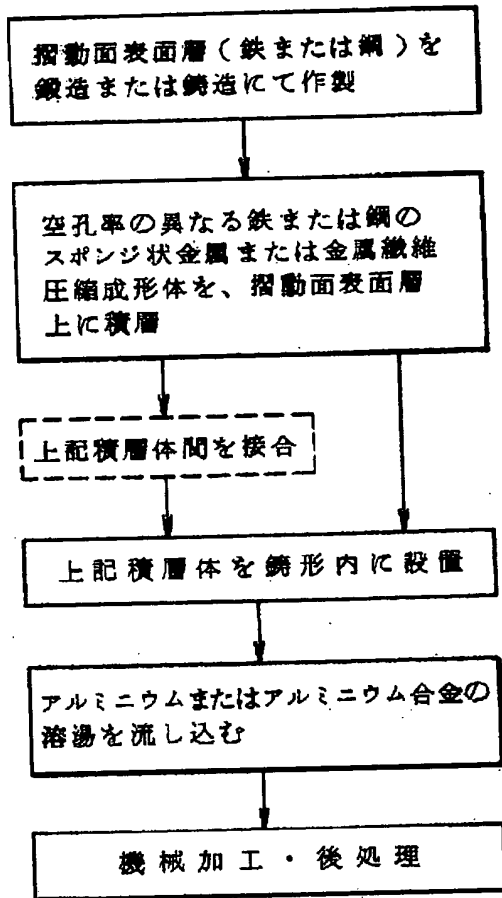 摺動面表面層(鉄または鋼)を
鍛造または鋳造にて作製
空孔率の異なる鉄または鋼の
スポンジ状金属または金属繊維
圧縮成形体を、摺動面表面層
上に積層
上記積層体間を接合
上記積層体を鋳形内に設置
アルミニウムまたはアルミニウム合金の
溶湯を流し込む
機械加工・後処理